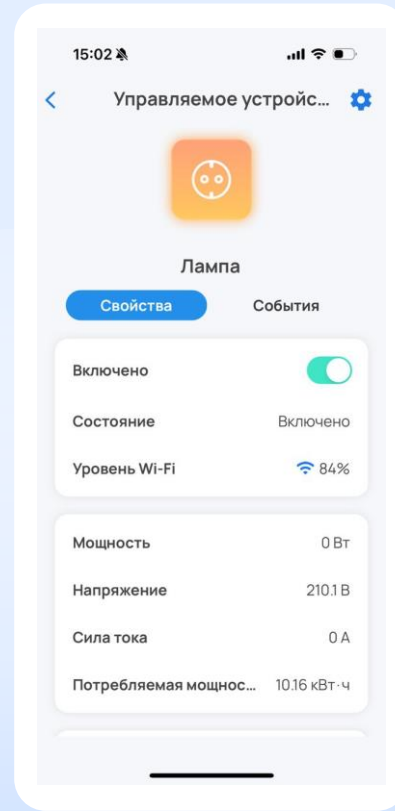 15:02
Управляемое устройс...
Лампа
Свойства События
Включено
Состояние Включено
Уровень Wi-Fi 84%
Мощность 0 Вт
Напряжение 210.1 В
Сила тока 0 А
Потребляемая мощнос... 10.16 кВт·ч